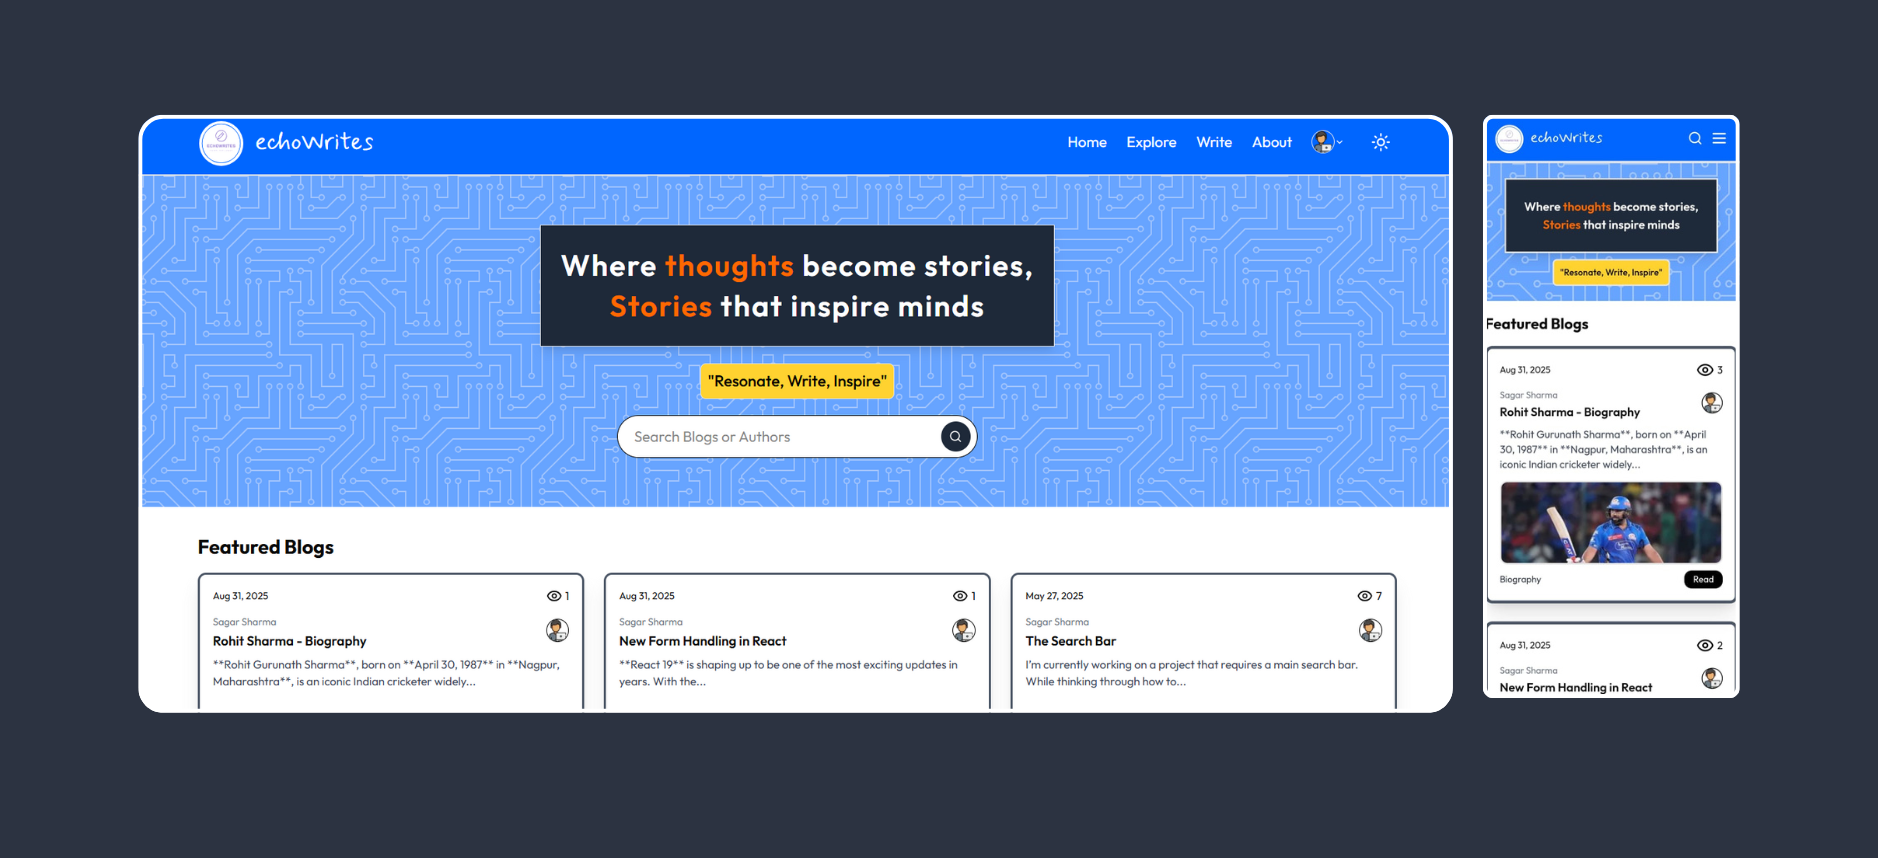 ECHOWRITES
echoWrites
Home Explore Write About
Where thoughts become stories,
Stories that inspire minds
"Resonate, Write, Inspire"
Search Blogs or Authors
Featured Blogs
Aug 31, 2025
1
Sagar Sharma
Rohit Sharma - Biography
**Rohit Gurunath Sharma**, born on **April 30, 1987** in **Nagpur,
Maharashtra**, is an iconic Indian cricketer widely...
Aug 31, 2025
1
Sagar Sharma
New Form Handling in React
**React 19** is shaping up to be one of the most exciting updates in
years. With the...
May 27, 2025
7
Sagar Sharma
The Search Bar
I'm currently working on a project that requires a main search bar.
While thinking through how to...
echoWrites
Where thoughts become stories,
Stories that inspire minds
"Resonate, Write, Inspire"
Featured Blogs
Aug 31, 2025
3
Sagar Sharma
Rohit Sharma - Biography
**Rohit Gurunath Sharma**, born on **April
30, 1987** in **Nagpur, Maharashtra**, is an
iconic Indian cricketer widely...
Biography
Read
Aug 31, 2025
2
Sagar Sharma
New Form Handling in React